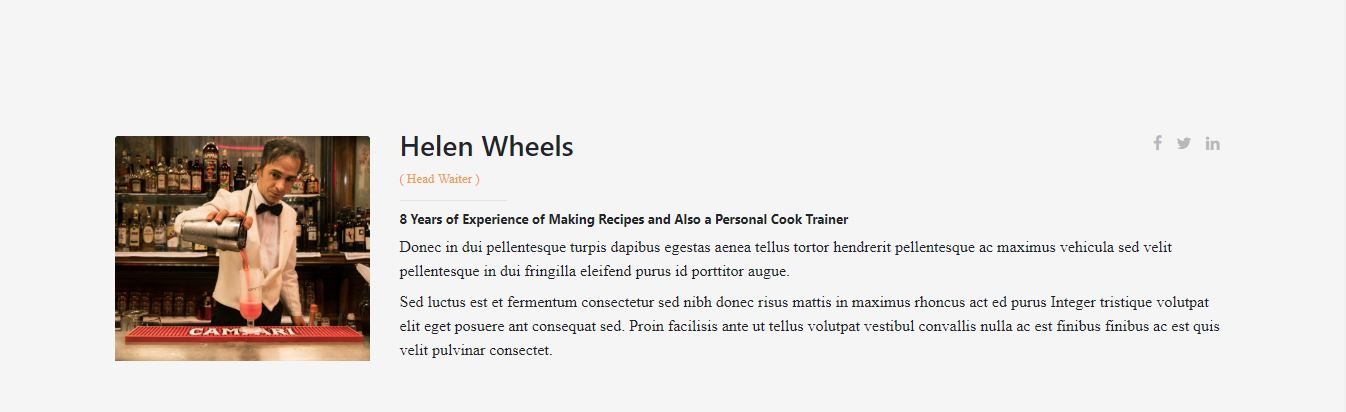 Helen Wheels
( Head Waiter )
8 Years of Experience of Making Recipes and Also a Personal Cook Trainer
Donec in dui pellentesque turpis dapibus egestas aenea tellus tortor hendrerit pellentesque ac maximus vehicula sed velit
pellentesque in dui fringilla eleifend purus id porttitor augue.
Sed luctus est et fermentum consectetur sed nibh donec risus mattis in maximus rhoncus act ed purus Integer tristique volutpat
elit eget posuere ant consequat sed. Proin facilisis ante ut tellus volutpat vestibul convallis nulla ac est finibus finibus ac est quis
velit pulvinar consectet.
CAMPARI